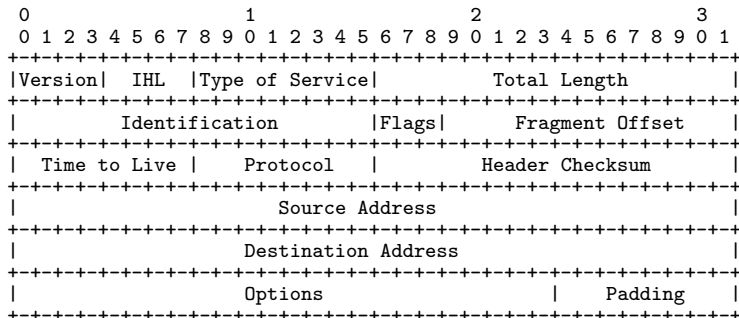 0                   1                   2                   3
 0 1 2 3 4 5 6 7 8 9 0 1 2 3 4 5 6 7 8 9 0 1 2 3 4 5 6 7 8 9 0 1
+-+-+-+-+-+-+-+-+-+-+-+-+-+-+-+-+-+-+-+-+-+-+-+-+-+-+-+-+-+-+-+-+
|Version|  IHL  |Type of Service|          Total Length         |
+-+-+-+-+-+-+-+-+-+-+-+-+-+-+-+-+-+-+-+-+-+-+-+-+-+-+-+-+-+-+-+-+
|         Identification        |Flags|      Fragment Offset    |
+-+-+-+-+-+-+-+-+-+-+-+-+-+-+-+-+-+-+-+-+-+-+-+-+-+-+-+-+-+-+-+-+
|  Time to Live |    Protocol   |         Header Checksum       |
+-+-+-+-+-+-+-+-+-+-+-+-+-+-+-+-+-+-+-+-+-+-+-+-+-+-+-+-+-+-+-+-+
|                       Source Address                          |
+-+-+-+-+-+-+-+-+-+-+-+-+-+-+-+-+-+-+-+-+-+-+-+-+-+-+-+-+-+-+-+-+
|                    Destination Address                        |
+-+-+-+-+-+-+-+-+-+-+-+-+-+-+-+-+-+-+-+-+-+-+-+-+-+-+-+-+-+-+-+-+
|                    Options                    |    Padding    |
+-+-+-+-+-+-+-+-+-+-+-+-+-+-+-+-+-+-+-+-+-+-+-+-+-+-+-+-+-+-+-+-+